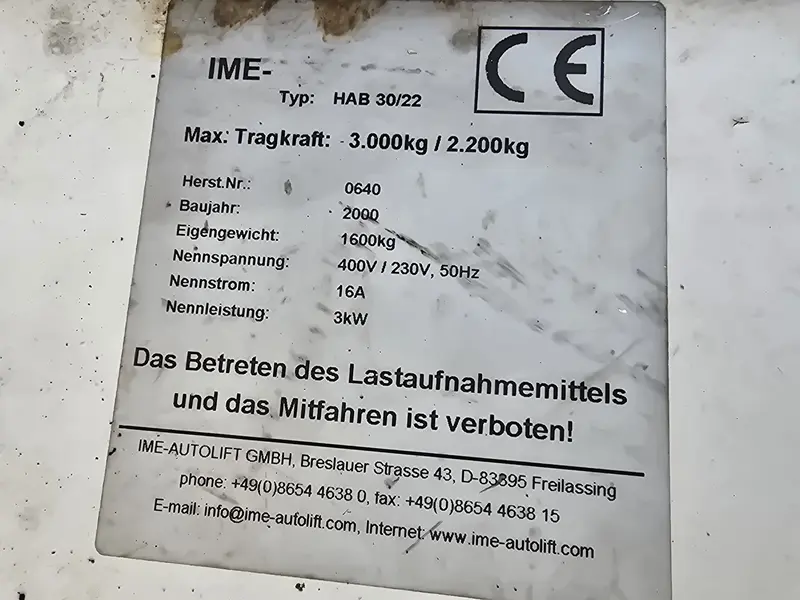 IME-
CE
Typ: HAB 30/22
Max: Tragkraft: 3.000kg / 2.200kg
Herst.Nr.: 0640
Baujahr: 2000
Eigengewicht: 1600kg
Nennspannung: 400V / 230V, 50Hz
Nennstrom: 16A
Nennleistung: 3kW
Das Betreten des Lastaufnahmemittels
und das Mitfahren ist verboten!
IME-AUTOLIFT GMBH, Breslauer Strasse 43, D-83395 Freilassing
phone: +49(0)8654 4638 0, fax: +49(0)8654 4638 15
E-mail: info@ime-autolift.com, Internet: www.ime-autolift.com